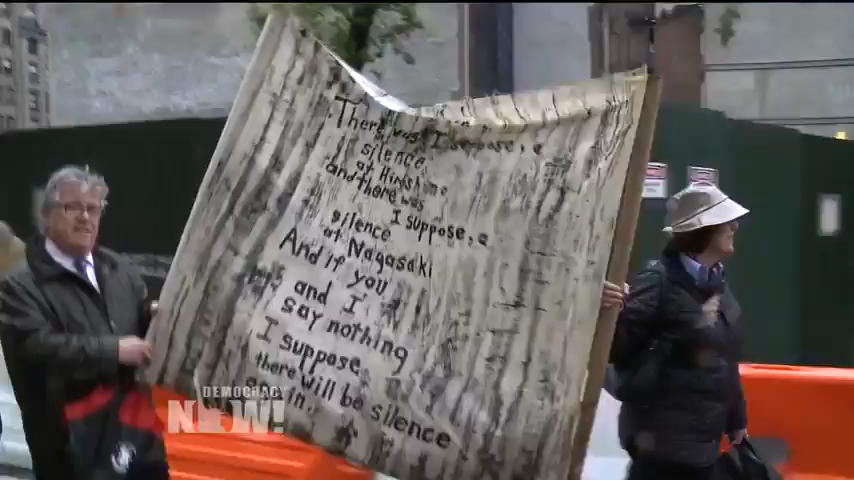 There was, I suppose, a
silence
at Hiroshima
and there was
I suppose, a
silence
at Nagasaki
And if you
and I
say nothing
I suppose
there will be silence
in
DEMOCRACY
NOW!